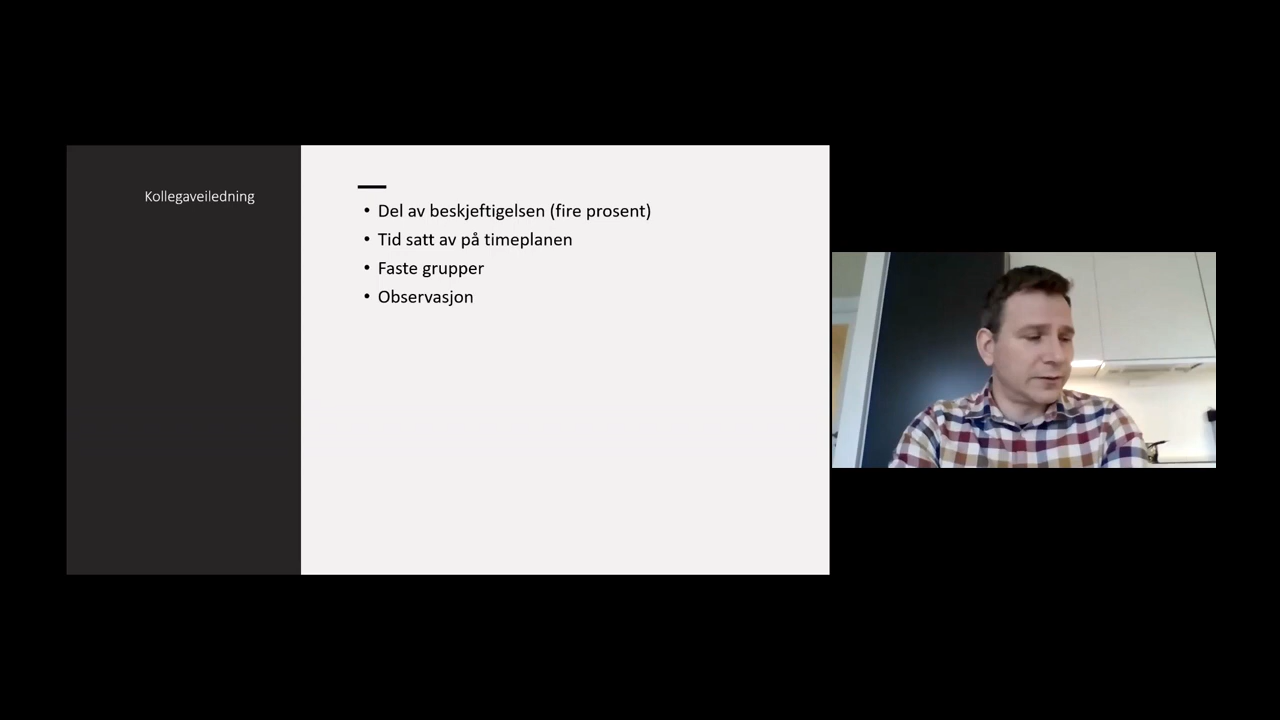 Kollegaveiledning
• Del av beskjeftigelsen (fire prosent)
• Tid satt av på timeplanen
• Faste grupper
• Observasjon